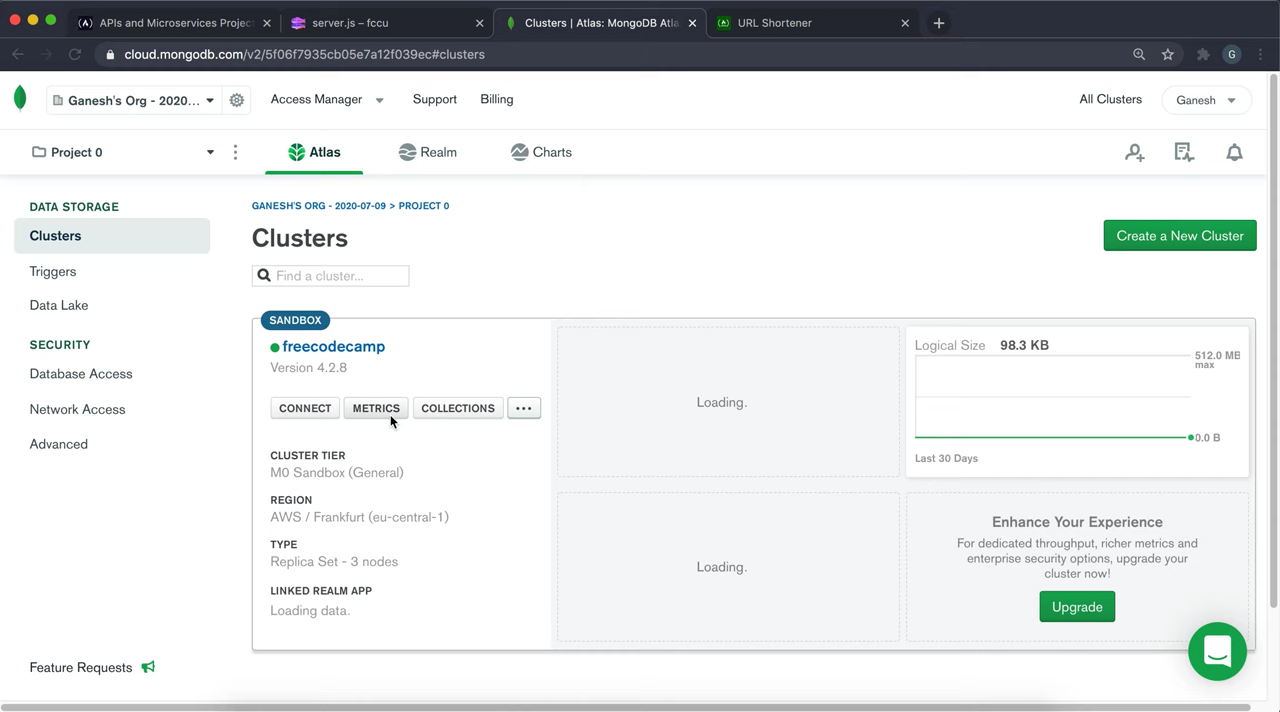 APIs and Microservices Project
server.js – fccu
Clusters | Atlas: MongoDB Atla
URL Shortener
cloud.mongodb.com/v2/5f06f7935cb05e7a12f039ec#clusters
G
Ganesh's Org - 2020...
Access Manager
Support
Billing
All Clusters
Ganesh
Project 0
Atlas
Realm
Charts
DATA STORAGE
Clusters
Triggers
Data Lake
SECURITY
Database Access
Network Access
Advanced
Feature Requests
GANESH'S ORG - 2020-07-09 > PROJECT 0
Clusters
Create a New Cluster
Find a cluster...
SANDBOX
freecodecamp
Version 4.2.8
CONNECT
METRICS
COLLECTIONS
...
CLUSTER TIER
M0 Sandbox (General)
REGION
AWS / Frankfurt (eu-central-1)
TYPE
Replica Set - 3 nodes
LINKED REALM APP
Loading data.
Loading.
Loading.
Logical Size 98.3 KB
512.0 MB
max
0.0 B
Last 30 Days
Enhance Your Experience
For dedicated throughput, richer metrics and
enterprise security options, upgrade your
cluster now!
Upgrade